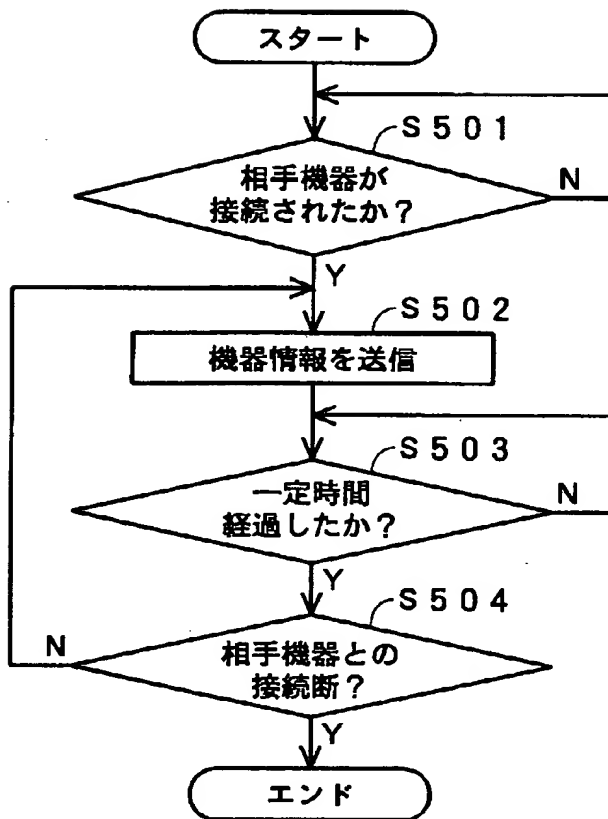 スタート
S501
相手機器が
接続されたか?
N
Y
S502
機器情報を送信
S503
一定時間
経過したか?
N
Y
S504
相手機器との
接続断?
N
Y
エンド